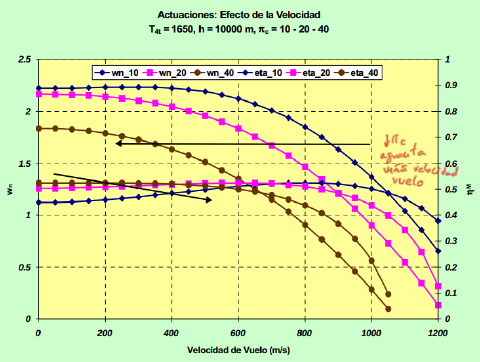 Actuaciones: Efecto de la Velocidad
T4t = 1650, h = 10000 m, πc = 10 - 20 - 40
wn_10 wn_20 wn_40 eta_10 eta_20 eta_40
2.5
2
1.5
1
0.5
0
wn
1
0.9
0.8
0.7
0.6
0.5
0.4
0.3
0.2
0.1
0
↓πc
aguanta
más velocidad
vuelo
0 200 400 600 800 1000 1200
Velocidad de Vuelo (m/s)